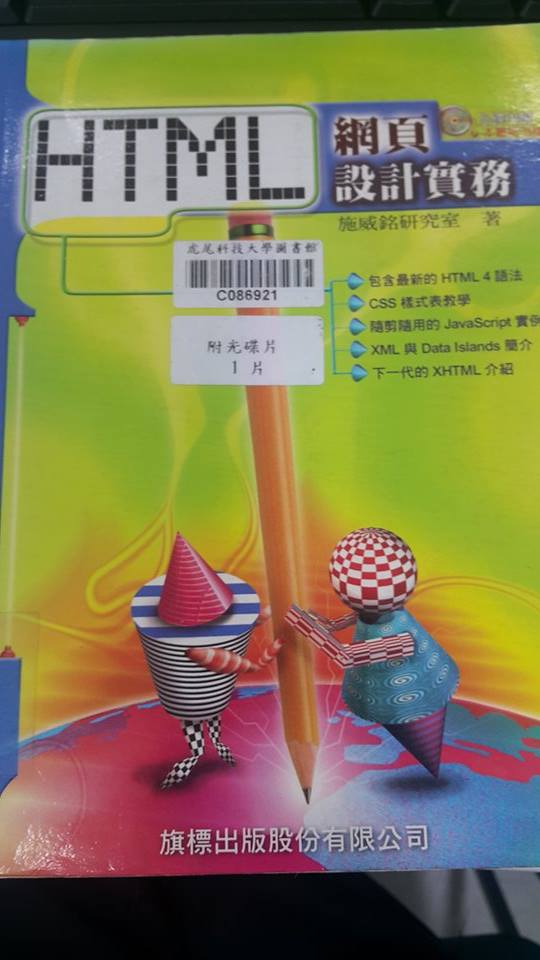 HTML
網頁
設計實務
施威銘研究室 著
虎尾科技大學圖書館
C086921
附光碟片
1 片
包含最新的 HTML 4 語法
CSS 樣式表教學
隨剪隨用的 JavaScript 實例
XML 與 Data Islands 簡介
下一代的 XHTML 介紹
旗標出版股份有限公司